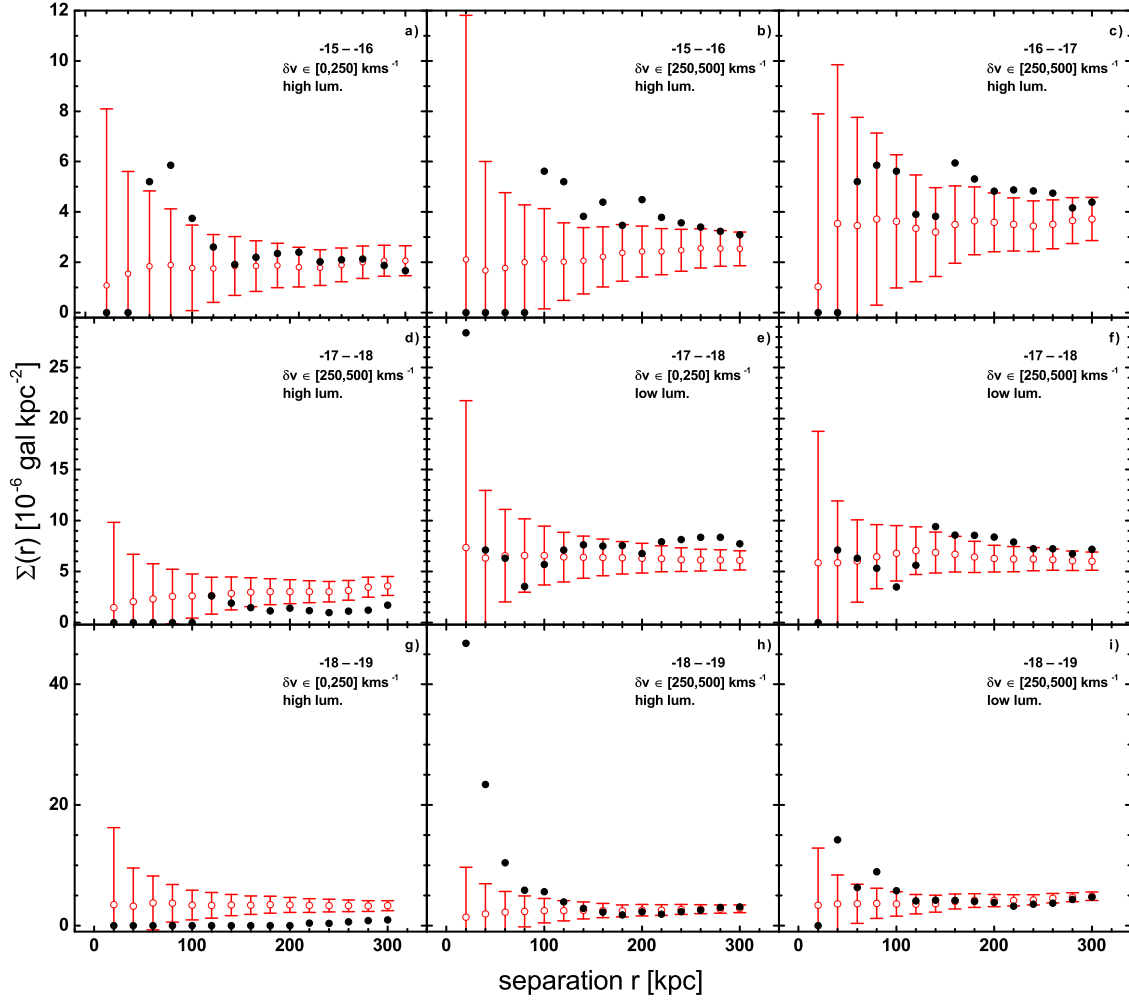 a)
-15 – -16
δv ∈ [0,250] kms⁻¹
high lum.
b)
-15 – -16
δv ∈ [250,500] kms⁻¹
high lum.
c)
-16 – -17
δv ∈ [250,500] kms⁻¹
high lum.
12
10
8
6
4
2
0
d)
-17 – -18
δv ∈ [250,500] kms⁻¹
high lum.
e)
-17 – -18
δv ∈ [0,250] kms⁻¹
low lum.
f)
-17 – -18
δv ∈ [250,500] kms⁻¹
low lum.
25
20
15
10
5
0
Σ(r) [10⁻⁶ gal kpc⁻²]
g)
-18 – -19
δv ∈ [0,250] kms⁻¹
high lum.
h)
-18 – -19
δv ∈ [250,500] kms⁻¹
high lum.
i)
-18 – -19
δv ∈ [250,500] kms⁻¹
low lum.
40
20
0
0 100 200 300 0 100 200 300 0 100 200 300
separation r [kpc]